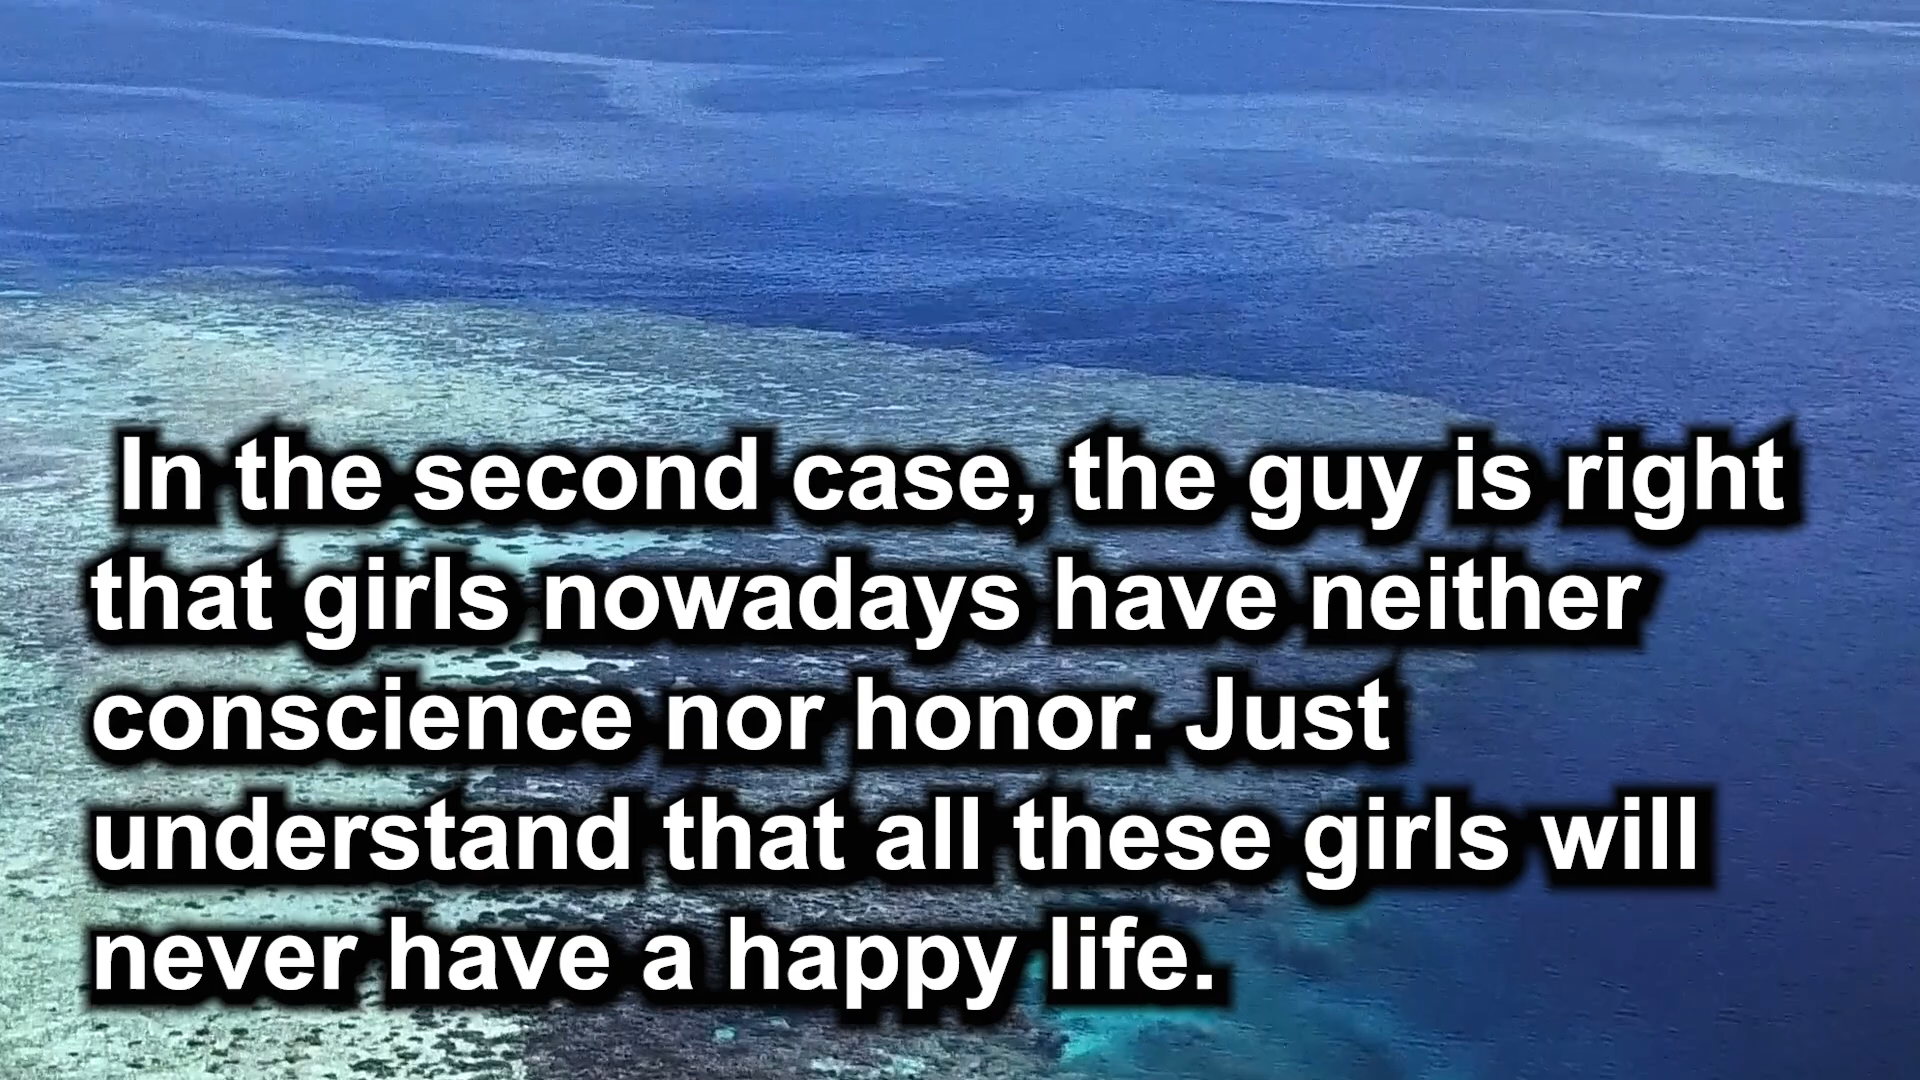 In the second case, the guy is right
that girls nowadays have neither
conscience nor honor. Just
understand that all these girls will
never have a happy life.